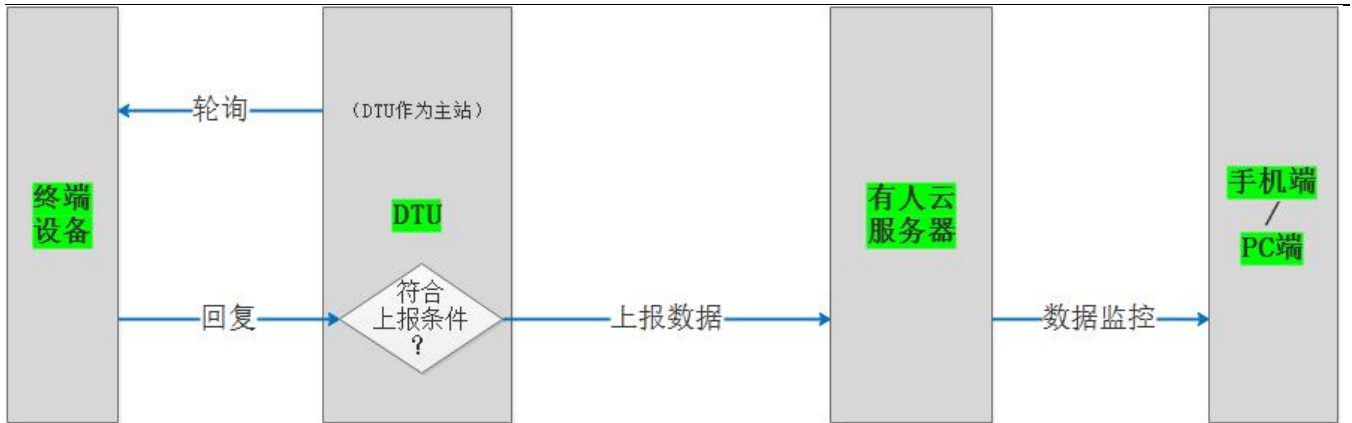 轮询
(DTU作为主站)
终端
设备
DTU
有人云
服务器
手机端
/
PC端
回复
符合
上报条件
?
上报数据
数据监控